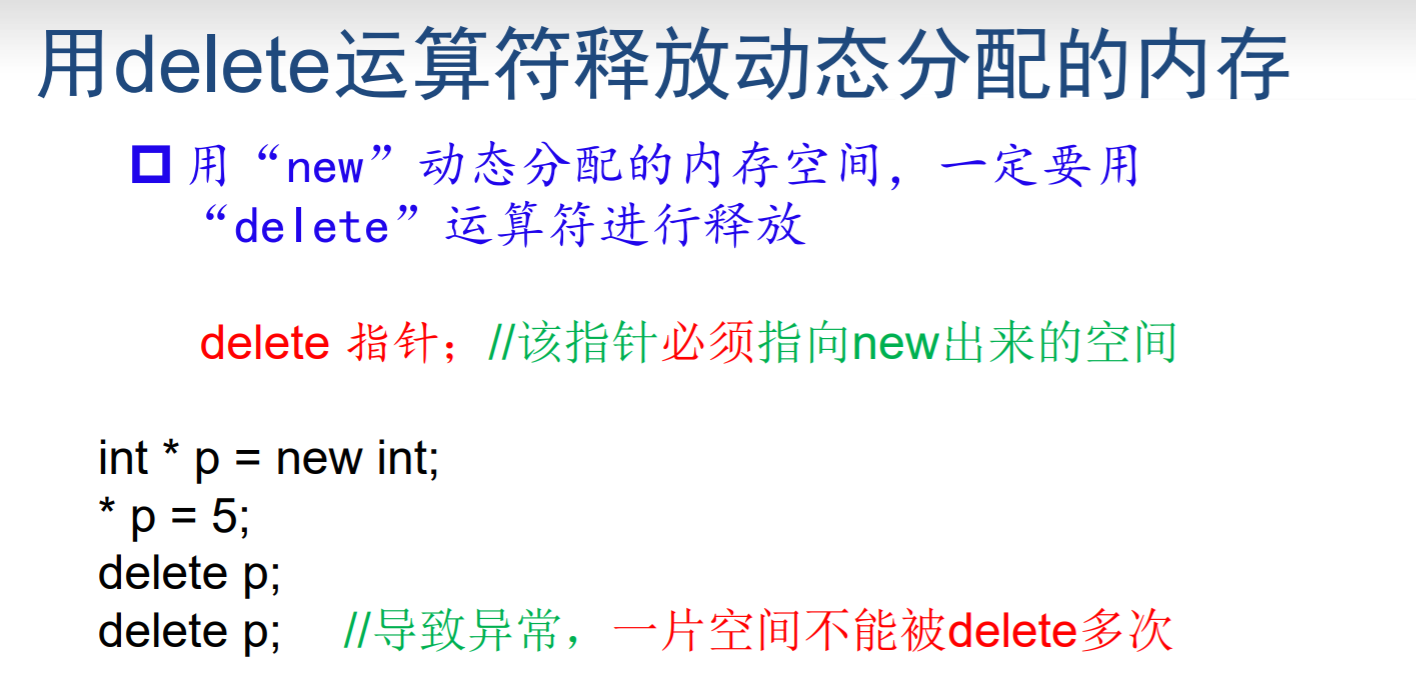 用delete运算符释放动态分配的内存
用“new”动态分配的内存空间，一定要用
“delete”运算符进行释放
delete 指针；//该指针必须指向new出来的空间
int * p = new int;
* p = 5;
delete p;
delete p; //导致异常，一片空间不能被delete多次